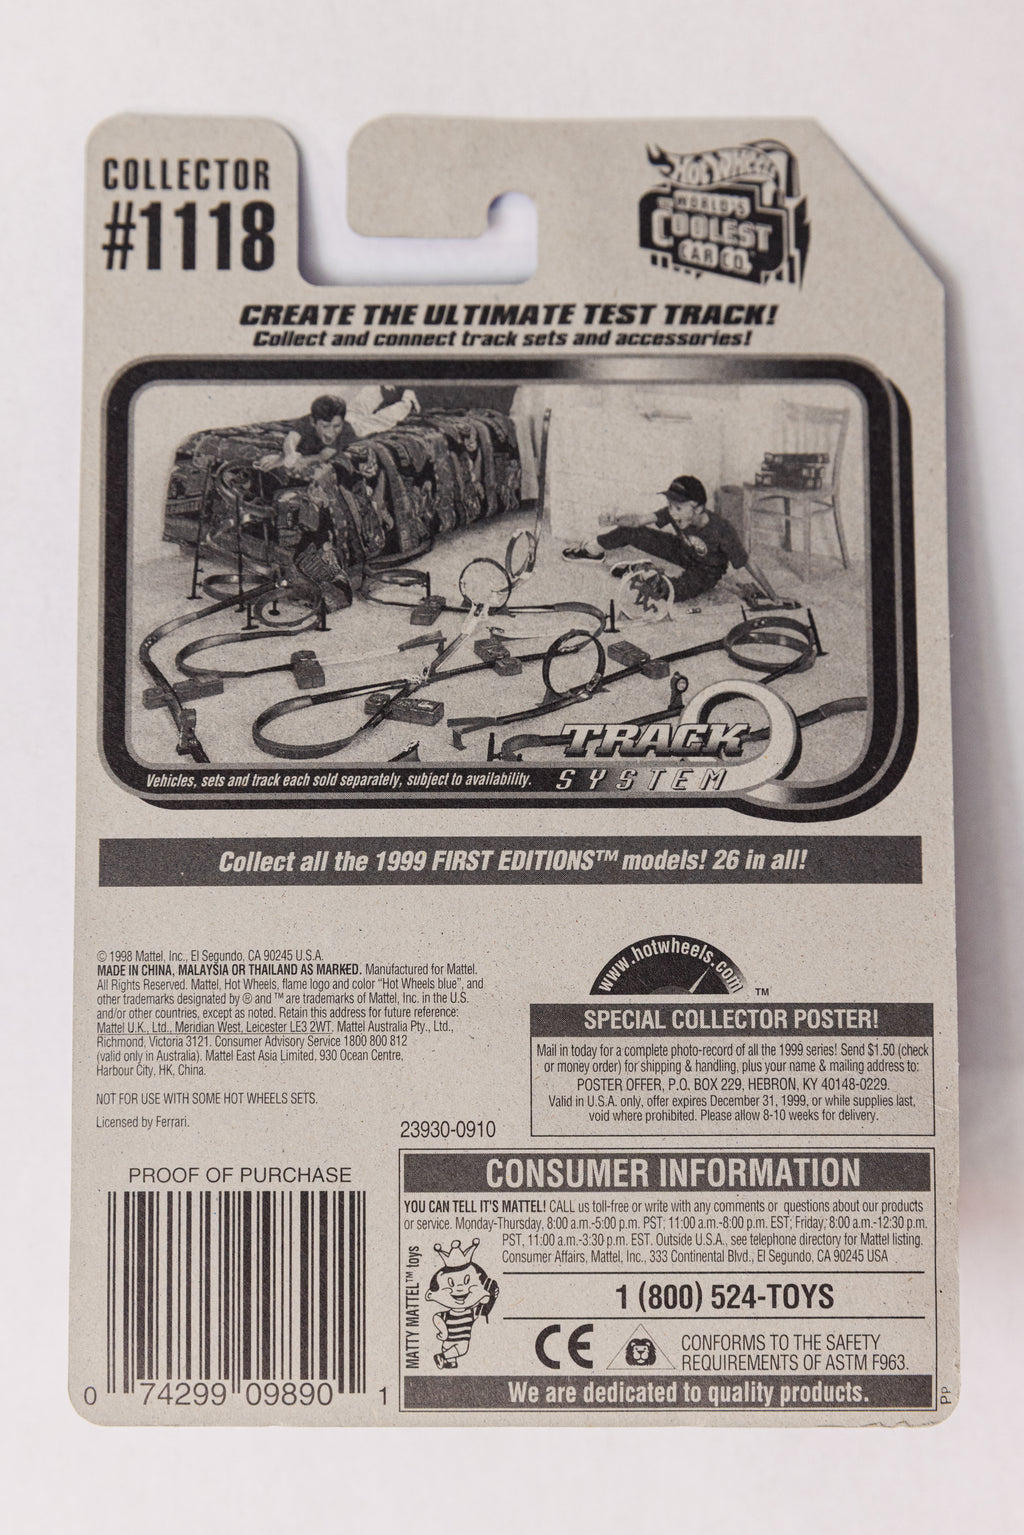 COLLECTOR
#1118
HOT WHEELS
WORLD'S
COOLEST
CAR CO.
CREATE THE ULTIMATE TEST TRACK!
Collect and connect track sets and accessories!
TRACK
SYSTEM
Vehicles, sets and track each sold separately, subject to availability.
Collect all the 1999 FIRST EDITIONS™ models! 26 in all!
© 1998 Mattel, Inc., El Segundo, CA 90245 U.S.A.
MADE IN CHINA, MALAYSIA OR THAILAND AS MARKED. Manufactured for Mattel.
All Rights Reserved. Mattel, Hot Wheels, flame logo and color "Hot Wheels blue", and
other trademarks designated by ® and ™ are trademarks of Mattel, Inc. in the U.S.
and/or other countries, except as noted. Retain this address for future reference:
Mattel U.K., Ltd., Meridian West, Leicester LE3 2WT. Mattel Australia Pty., Ltd.,
Richmond, Victoria 3121. Consumer Advisory Service 1800 800 812
(valid only in Australia). Mattel East Asia Limited, 930 Ocean Centre,
Harbour City, HK, China.
NOT FOR USE WITH SOME HOT WHEELS SETS.
Licensed by Ferrari.
23930-0910
www.hotwheels.com
™
SPECIAL COLLECTOR POSTER!
Mail in today for a complete photo-record of all the 1999 series! Send $1.50 (check
or money order) for shipping & handling, plus your name & mailing address to:
POSTER OFFER, P.O. BOX 229, HEBRON, KY 40148-0229.
Valid in U.S.A. only, offer expires December 31, 1999, or while supplies last,
void where prohibited. Please allow 8-10 weeks for delivery.
PROOF OF PURCHASE
0 74299 09890 1
CONSUMER INFORMATION
YOU CAN TELL IT'S MATTEL! CALL us toll-free or write with any comments or questions about our products
or service. Monday-Thursday, 8:00 a.m.-5:00 p.m. PST; 11:00 a.m.-8:00 p.m. EST; Friday; 8:00 a.m.-12:30 p.m.
PST, 11:00 a.m.-3:30 p.m. EST. Outside U.S.A., see telephone directory for Mattel listing.
Consumer Affairs, Mattel, Inc., 333 Continental Blvd., El Segundo, CA 90245 USA
MATTY MATTEL™ toys
1 (800) 524-TOYS
CE
CONFORMS TO THE SAFETY
REQUIREMENTS OF ASTM F963.
We are dedicated to quality products.
PP